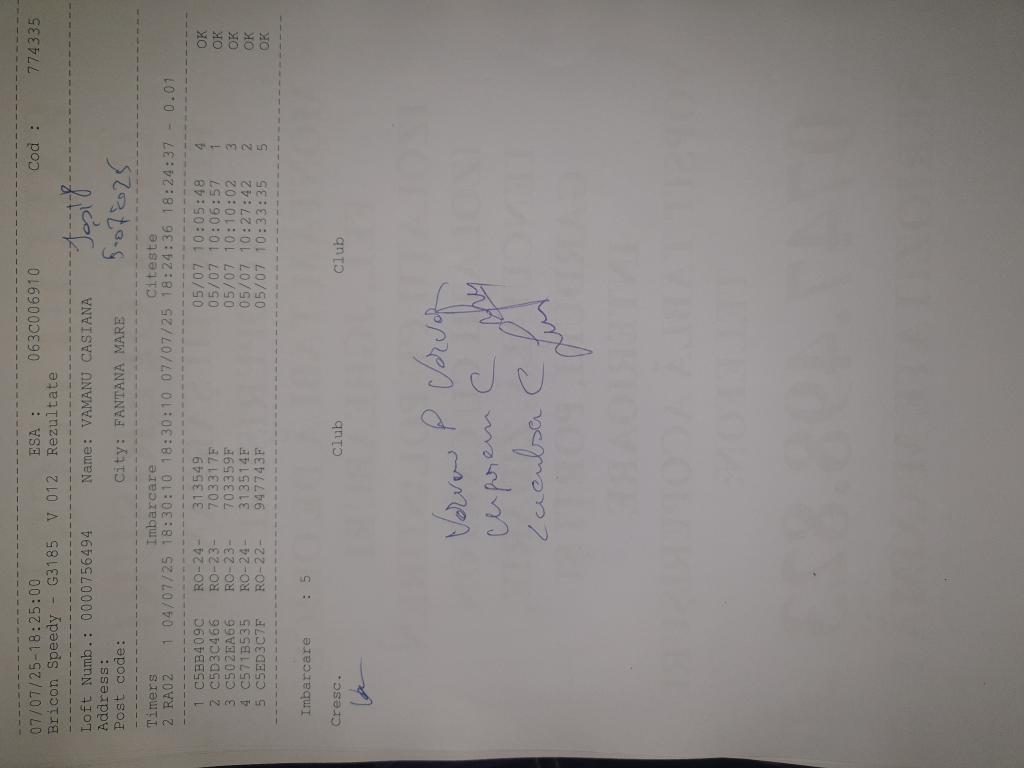 07/07/25-18:25:00 ESA : 063C006910 Cod : 774335
Bricon Speedy - G3185 V 012 Rezultate
Loft Numb.: 0000756494 Name: VAMANU CASIANA
Address:
Post code: City: FANTANA MARE 5.07.2025
Timers Imbarcare Citeste
2 RA02 1 04/07/25 18:30:10 18:30:10 07/07/25 18:24:36 18:24:37 - 0.01
1 C5BB409C RO-24- 313549 05/07 10:05:48 4 OK
2 C5D3C466 RO-23- 703317F 05/07 10:06:57 1 OK
3 C502EA66 RO-23- 703359F 05/07 10:10:02 3 OK
4 C571B535 RO-24- 313514F 05/07 10:27:42 2 OK
5 C5ED3C7F RO-22- 947743F 05/07 10:33:35 5 OK
Imbarcare : 5
Cresc. Club Club